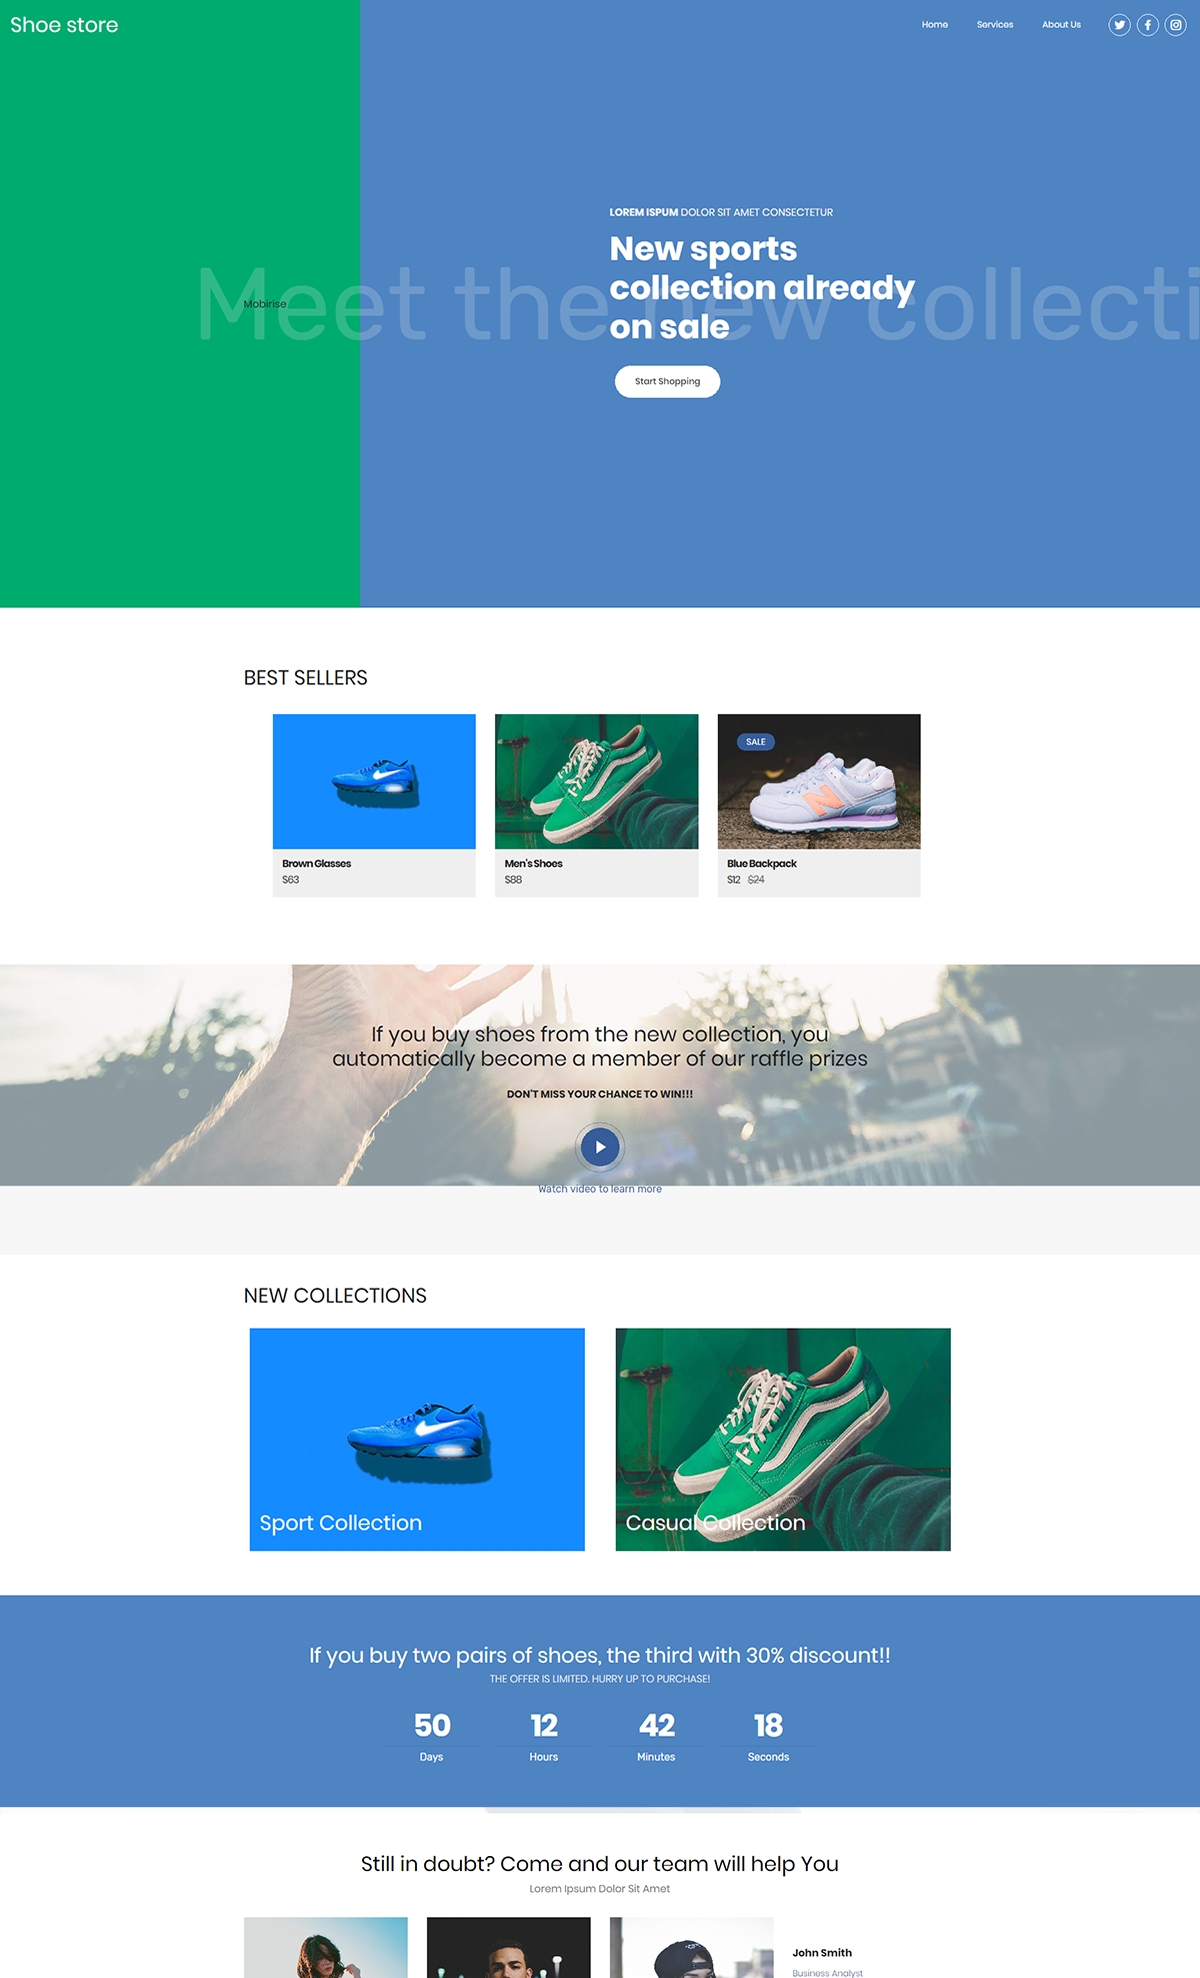 Shoe store
Home
Services
About Us
LOREM ISPUM DOLOR SIT AMET CONSECTETUR
New sports
collection already
on sale
Meet the new collecti
Mobirise
Start Shopping
BEST SELLERS
SALE
Brown Glasses
$63
Men's Shoes
$88
Blue Backpack
$12 $24
If you buy shoes from the new collection, you
automatically become a member of our raffle prizes
DON'T MISS YOUR CHANCE TO WIN!!!
Watch video to learn more
NEW COLLECTIONS
Sport Collection
Casual Collection
If you buy two pairs of shoes, the third with 30% discount!!
THE OFFER IS LIMITED. HURRY UP TO PURCHASE!
50 12 42 18
Days Hours Minutes Seconds
Still in doubt? Come and our team will help You
Lorem Ipsum Dolor Sit Amet
John Smith
Business Analyst